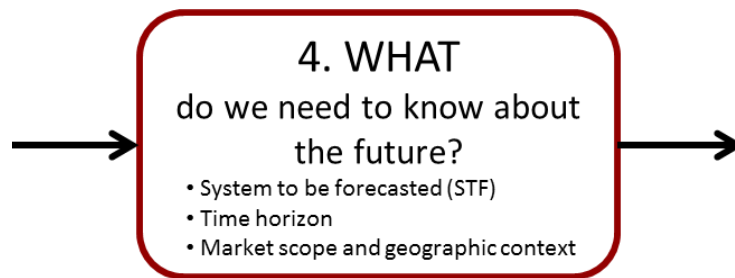 4. WHAT
do we need to know about
the future?
• System to be forecasted (STF)
• Time horizon
• Market scope and geographic context